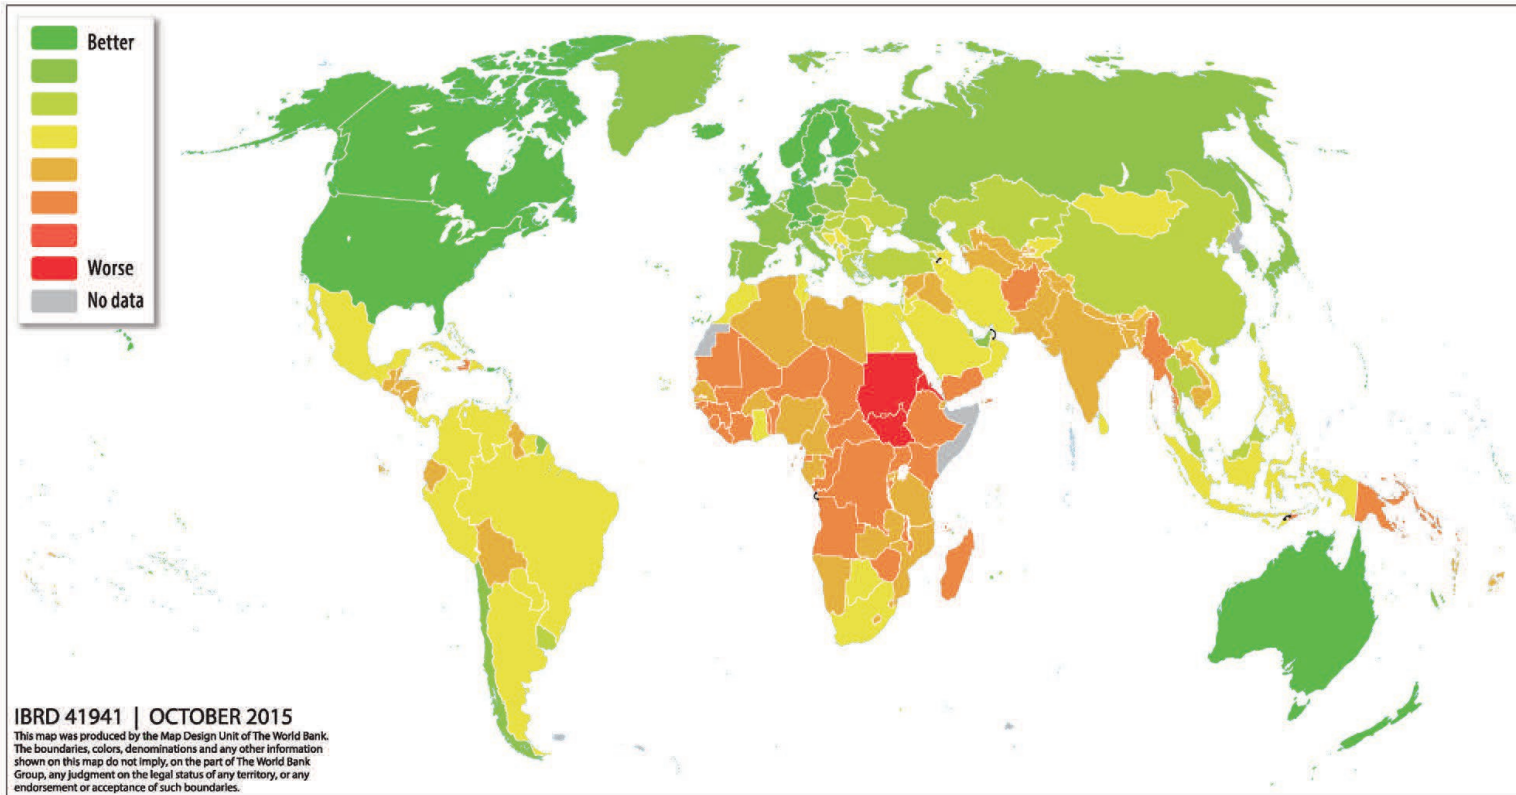 Better
Worse
No data
IBRD 41941 | OCTOBER 2015
This map was produced by the Map Design Unit of The World Bank.
The boundaries, colors, denominations and any other information
shown on this map do not imply, on the part of The World Bank
Group, any judgment on the legal status of any territory, or any
endorsement or acceptance of such boundaries.